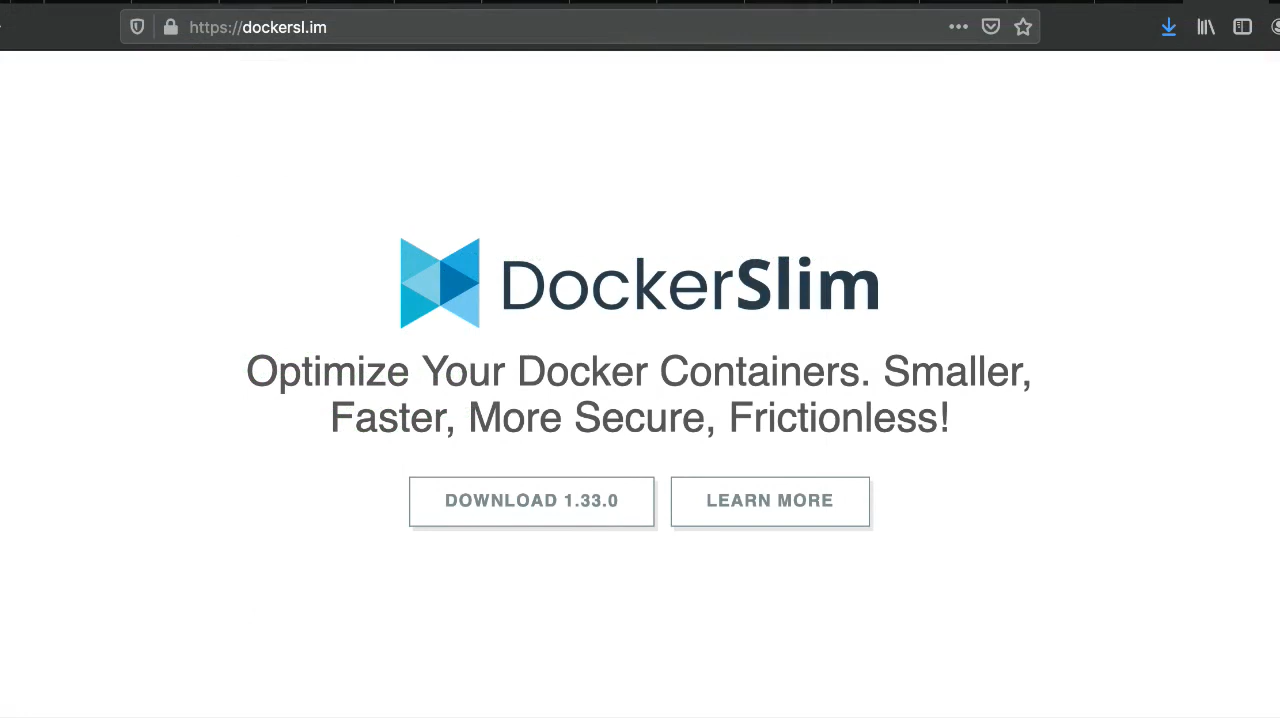 https://dockersl.im
DockerSlim
Optimize Your Docker Containers. Smaller,
Faster, More Secure, Frictionless!
DOWNLOAD 1.33.0
LEARN MORE